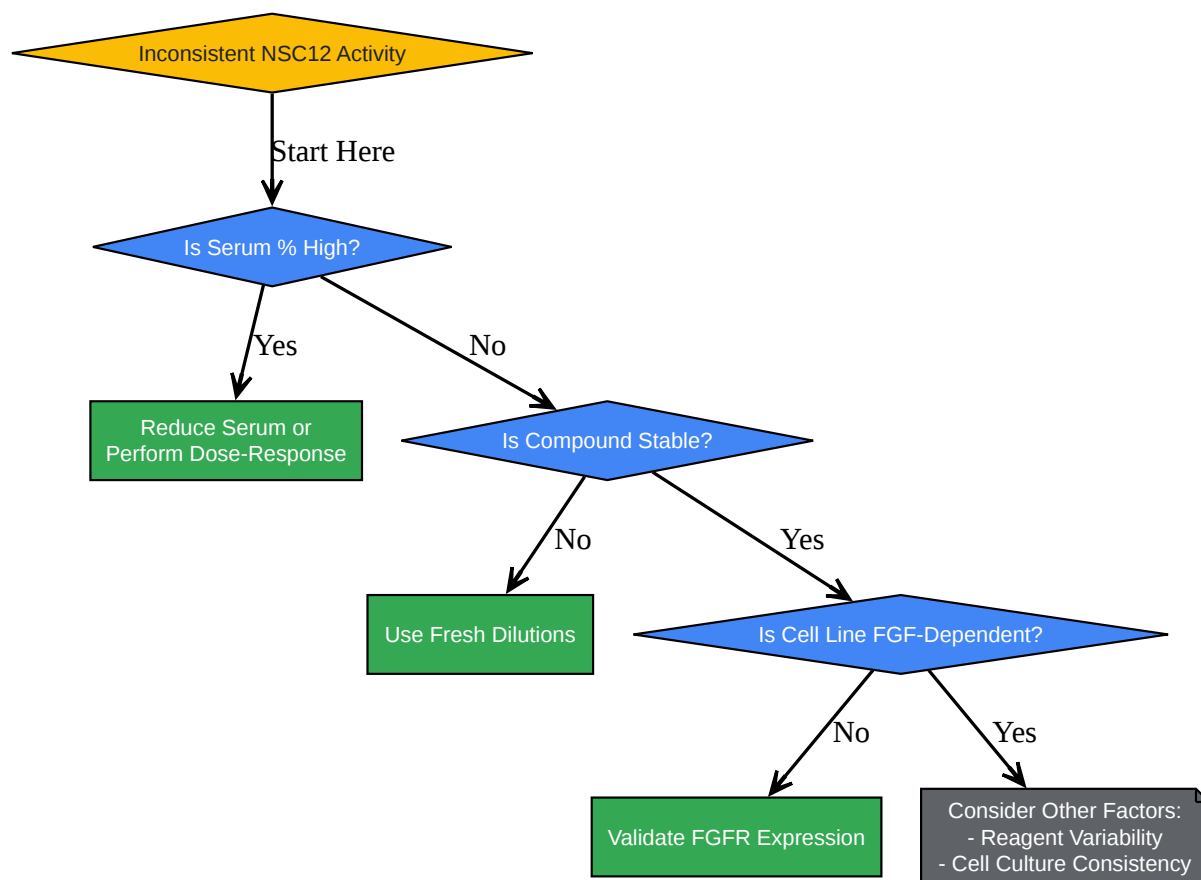 Inconsistent NSC12 Activity
Start Here
Is Serum % High?
Yes
No
Reduce Serum or
Perform Dose-Response
Is Compound Stable?
No
Yes
Use Fresh Dilutions
Is Cell Line FGF-Dependent?
No
Yes
Validate FGFR Expression
Consider Other Factors:
- Reagent Variability
- Cell Culture Consistency